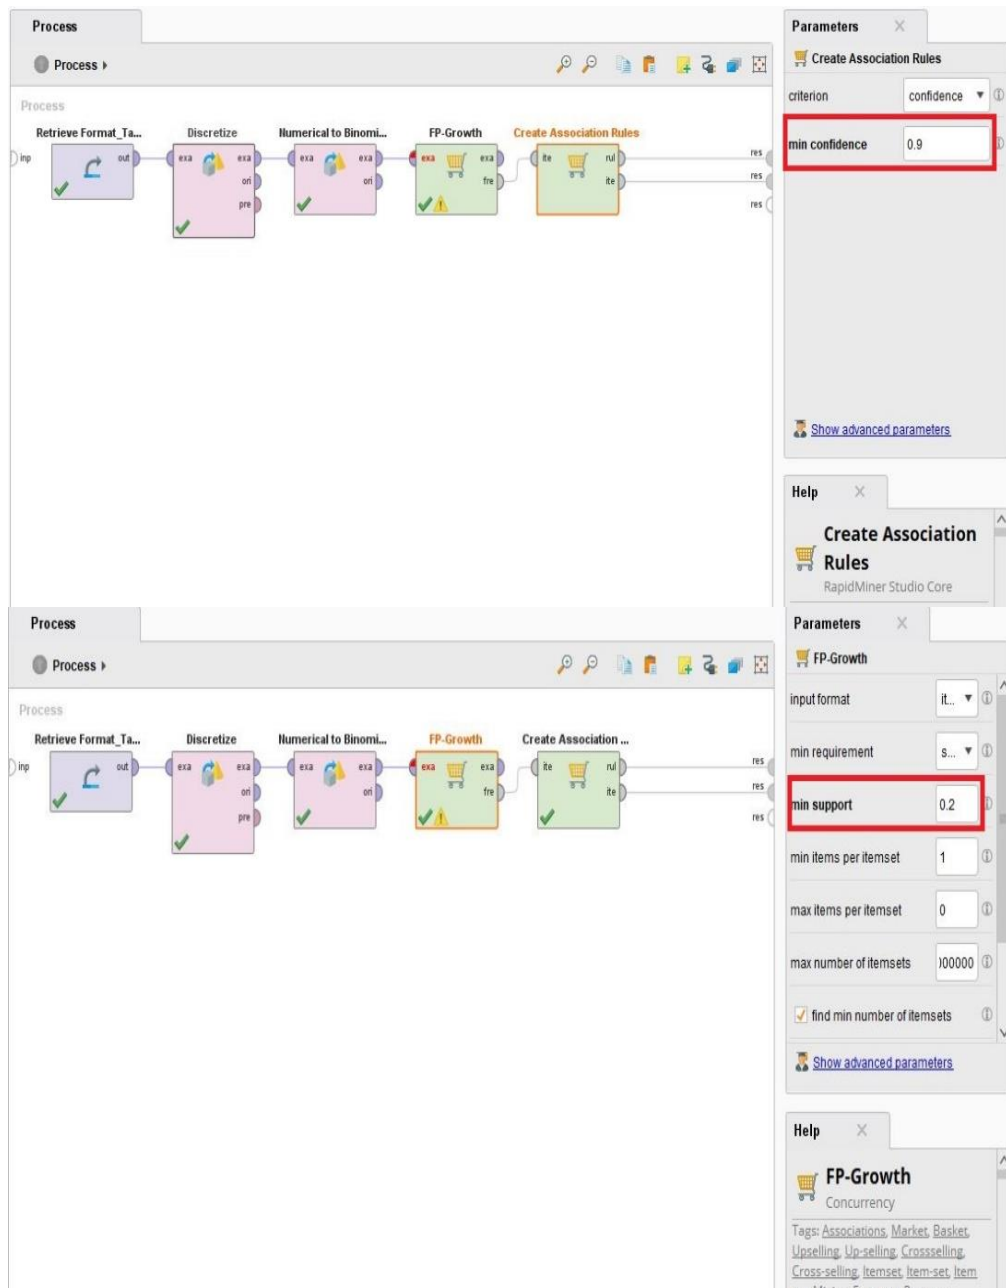 Process
Process
Process
Retrieve Format_Ta...
Discretize
Numerical to Binomi...
FP-Growth
Create Association Rules
inp
out
exa
exa
ori
pre
exa
exa
ori
exa
exa
fre
ite
rul
ite
res
res
res
Parameters
Create Association Rules
criterion
confidence
min confidence
0.9
Show advanced parameters
Help
Create Association
Rules
RapidMiner Studio Core
Process
Process
Process
Retrieve Format_Ta...
Discretize
Numerical to Binomi...
FP-Growth
Create Association ...
inp
out
exa
exa
ori
pre
exa
exa
ori
exa
exa
fre
ite
rul
ite
res
res
res
Parameters
FP-Growth
input format
it...
min requirement
s...
min support
0.2
min items per itemset
1
max items per itemset
0
max number of itemsets
000000
find min number of itemsets
Show advanced parameters
Help
FP-Growth
Concurrency
Tags: Associations, Market, Basket,
Upselling, Up-selling, Crossselling,
Cross-selling, Itemset, Item-set, Item